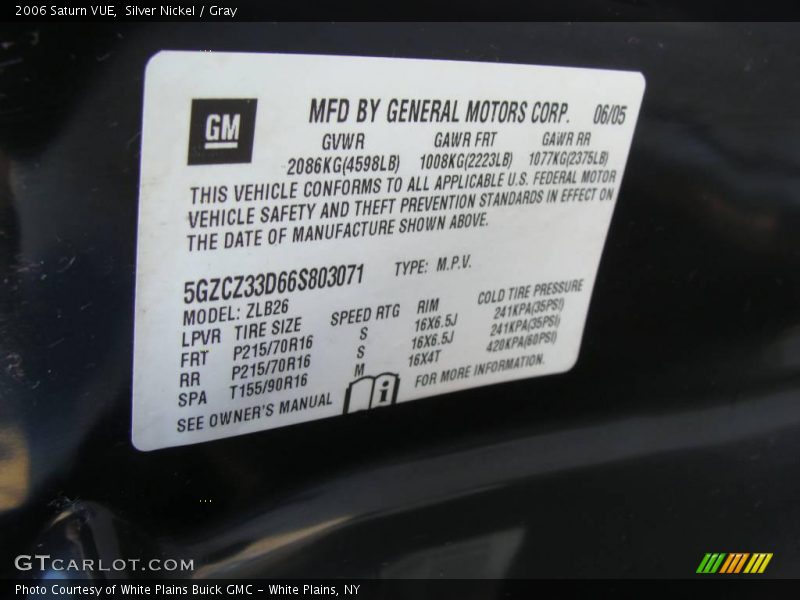 2006 Saturn VUE,  Silver Nickel / Gray
GM
MFD BY GENERAL MOTORS CORP. 06/05
GVWR GAWR FRT GAWR RR
2086KG(4598LB) 1008KG(2223LB) 1077KG(2375LB)
THIS VEHICLE CONFORMS TO ALL APPLICABLE U.S. FEDERAL MOTOR
VEHICLE SAFETY AND THEFT PREVENTION STANDARDS IN EFFECT ON
THE DATE OF MANUFACTURE SHOWN ABOVE.
5GZCZ33D66S803071 TYPE: M.P.V.
MODEL: ZLB26
LPVR TIRE SIZE SPEED RTG RIM COLD TIRE PRESSURE
FRT P215/70R16 S 16X6.5J 241KPA(35PSI)
RR P215/70R16 S 16X6.5J 241KPA(35PSI)
SPA T155/90R16 M 16X4T 420KPA(60PSI)
SEE OWNER'S MANUAL i FOR MORE INFORMATION.
GTCARLOT.COM
Photo Courtesy of White Plains Buick GMC - White Plains, NY